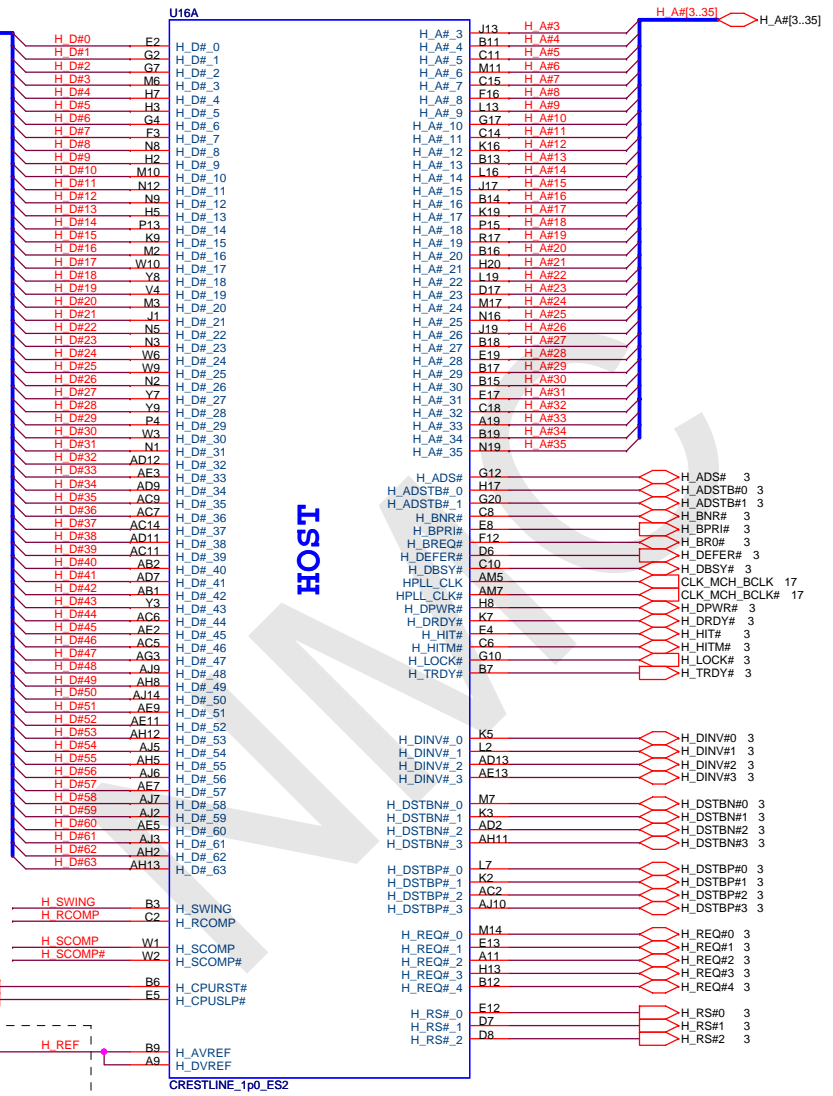 U16A
H_D#0 E2 H_D#_0
H_D#1 G2 H_D#_1
H_D#2 G7 H_D#_2
H_D#3 M6 H_D#_3
H_D#4 H7 H_D#_4
H_D#5 H3 H_D#_5
H_D#6 G4 H_D#_6
H_D#7 F3 H_D#_7
H_D#8 N8 H_D#_8
H_D#9 H2 H_D#_9
H_D#10 M10 H_D#_10
H_D#11 N12 H_D#_11
H_D#12 N9 H_D#_12
H_D#13 H5 H_D#_13
H_D#14 P13 H_D#_14
H_D#15 K9 H_D#_15
H_D#16 M2 H_D#_16
H_D#17 W10 H_D#_17
H_D#18 Y8 H_D#_18
H_D#19 V4 H_D#_19
H_D#20 M3 H_D#_20
H_D#21 J1 H_D#_21
H_D#22 N5 H_D#_22
H_D#23 N3 H_D#_23
H_D#24 W6 H_D#_24
H_D#25 W9 H_D#_25
H_D#26 N2 H_D#_26
H_D#27 Y7 H_D#_27
H_D#28 Y9 H_D#_28
H_D#29 P4 H_D#_29
H_D#30 W3 H_D#_30
H_D#31 N1 H_D#_31
H_D#32 AD12 H_D#_32
H_D#33 AE3 H_D#_33
H_D#34 AD9 H_D#_34
H_D#35 AC9 H_D#_35
H_D#36 AC7 H_D#_36
H_D#37 AC14 H_D#_37
H_D#38 AD11 H_D#_38
H_D#39 AC11 H_D#_39
H_D#40 AB2 H_D#_40
H_D#41 AD7 H_D#_41
H_D#42 AB1 H_D#_42
H_D#43 Y3 H_D#_43
H_D#44 AC6 H_D#_44
H_D#45 AE2 H_D#_45
H_D#46 AC5 H_D#_46
H_D#47 AG3 H_D#_47
H_D#48 AJ9 H_D#_48
H_D#49 AH8 H_D#_49
H_D#50 AJ14 H_D#_50
H_D#51 AE9 H_D#_51
H_D#52 AE11 H_D#_52
H_D#53 AH12 H_D#_53
H_D#54 AJ5 H_D#_54
H_D#55 AH5 H_D#_55
H_D#56 AJ6 H_D#_56
H_D#57 AE7 H_D#_57
H_D#58 AJ7 H_D#_58
H_D#59 AJ2 H_D#_59
H_D#60 AE5 H_D#_60
H_D#61 AJ3 H_D#_61
H_D#62 AH2 H_D#_62
H_D#63 AH13 H_D#_63
H_SWING B3 H_SWING
H_RCOMP C2 H_RCOMP
H_SCOMP W1 H_SCOMP
H_SCOMP# W2 H_SCOMP#
B6 H_CPURST#
E5 H_CPUSLP#
H_REF B9 H_AVREF
A9 H_DVREF
HOST
H_A#[3..35] H_A#[3..35]
H_A#_3 J13 H_A#3
H_A#_4 B11 H_A#4
H_A#_5 C11 H_A#5
H_A#_6 M11 H_A#6
H_A#_7 C15 H_A#7
H_A#_8 F16 H_A#8
H_A#_9 L13 H_A#9
H_A#_10 G17 H_A#10
H_A#_11 C14 H_A#11
H_A#_12 K16 H_A#12
H_A#_13 B13 H_A#13
H_A#_14 L16 H_A#14
H_A#_15 J17 H_A#15
H_A#_16 B14 H_A#16
H_A#_17 K19 H_A#17
H_A#_18 P15 H_A#18
H_A#_19 R17 H_A#19
H_A#_20 B16 H_A#20
H_A#_21 H20 H_A#21
H_A#_22 L19 H_A#22
H_A#_23 D17 H_A#23
H_A#_24 M17 H_A#24
H_A#_25 N16 H_A#25
H_A#_26 J19 H_A#26
H_A#_27 B18 H_A#27
H_A#_28 E19 H_A#28
H_A#_29 B17 H_A#29
H_A#_30 B15 H_A#30
H_A#_31 E17 H_A#31
H_A#_32 C18 H_A#32
H_A#_33 A19 H_A#33
H_A#_34 B19 H_A#34
H_A#_35 N19 H_A#35
H_ADS# G12 H_ADS# 3
H_ADSTB#_0 H17 H_ADSTB#0 3
H_ADSTB#_1 G20 H_ADSTB#1 3
H_BNR# C8 H_BNR# 3
H_BPRI# E8 H_BPRI# 3
H_BREQ# F12 H_BR0# 3
H_DEFER# D6 H_DEFER# 3
H_DBSY# C10 H_DBSY# 3
HPLL_CLK AM5 CLK_MCH_BCLK 17
HPLL_CLK# AM7 CLK_MCH_BCLK# 17
H_DPWR# H8 H_DPWR# 3
H_DRDY# K7 H_DRDY# 3
H_HIT# E4 H_HIT# 3
H_HITM# C6 H_HITM# 3
H_LOCK# G10 H_LOCK# 3
H_TRDY# B7 H_TRDY# 3
H_DINV#_0 K5 H_DINV#0 3
H_DINV#_1 L2 H_DINV#1 3
H_DINV#_2 AD13 H_DINV#2 3
H_DINV#_3 AE13 H_DINV#3 3
H_DSTBN#_0 M7 H_DSTBN#0 3
H_DSTBN#_1 K3 H_DSTBN#1 3
H_DSTBN#_2 AD2 H_DSTBN#2 3
H_DSTBN#_3 AH11 H_DSTBN#3 3
H_DSTBP#_0 L7 H_DSTBP#0 3
H_DSTBP#_1 K2 H_DSTBP#1 3
H_DSTBP#_2 AC2 H_DSTBP#2 3
H_DSTBP#_3 AJ10 H_DSTBP#3 3
H_REQ#_0 M14 H_REQ#0 3
H_REQ#_1 E13 H_REQ#1 3
H_REQ#_2 A11 H_REQ#2 3
H_REQ#_3 H13 H_REQ#3 3
H_REQ#_4 B12 H_REQ#4 3
H_RS#_0 E12 H_RS#0 3
H_RS#_1 D7 H_RS#1 3
H_RS#_2 D8 H_RS#2 3
CRESTLINE_1p0_ES2
NMC